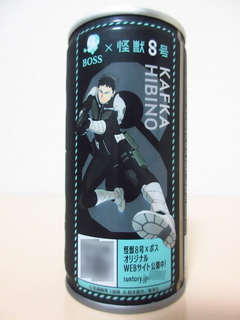 BOSS × 怪獣8号
KAFKA
HIBINO
怪獣8号×ボス
オリジナル
WEBサイト公開中!
suntory.jp/